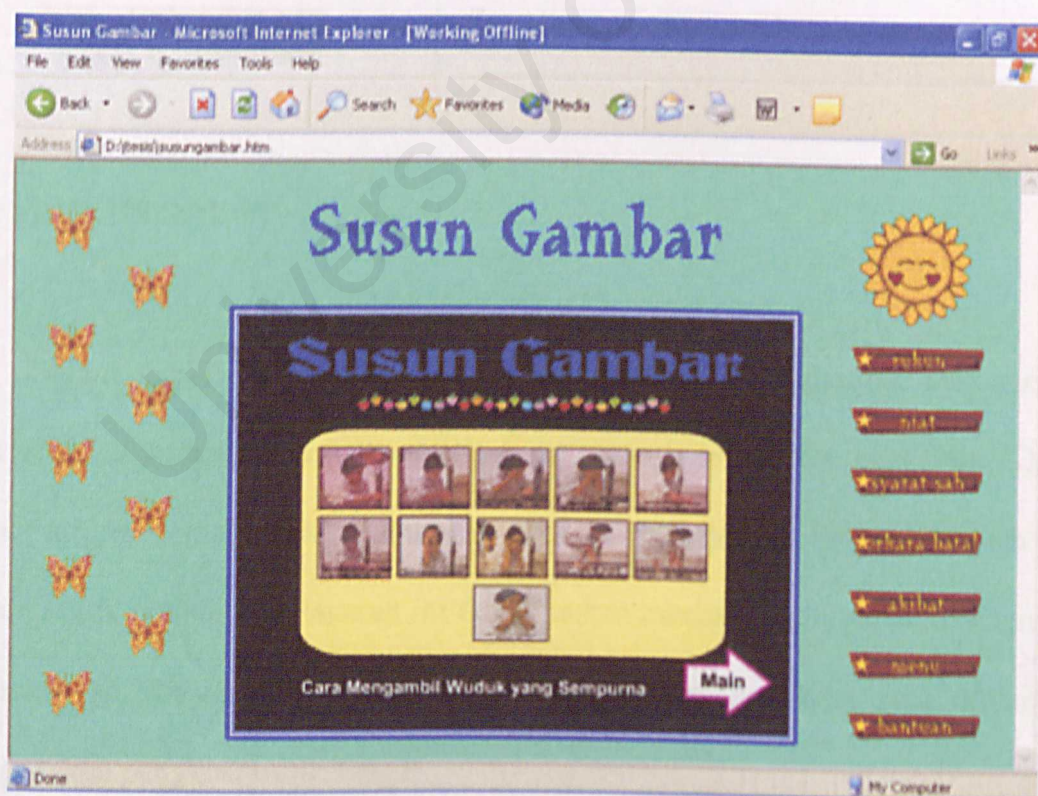 Susun Gambar - Microsoft Internet Explorer - [Working Offline]
File Edit View Favorites Tools Help
Back Search Favorites Media
Address D:\tesis\susungambar.htm Go Links
Susun Gambar
Susun Gambar
Cara Mengambil Wuduk yang Sempurna
Main
rukun
niat
syarat sah
perkara batal
akibat
menu
bantuan
Done My Computer
University o